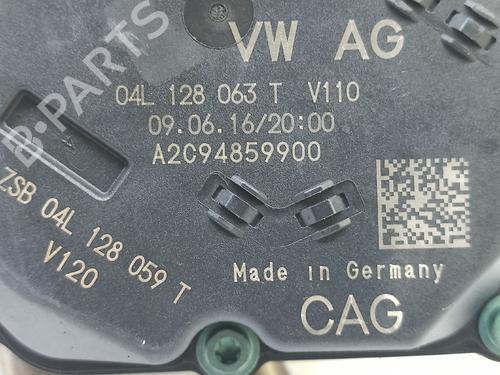 VW AG
04L 128 063 T V110
09.06.16/20:00
A2C94859900
ZSB 04L 128 059 T
V120
Made in Germany
CAG
B-PARTS